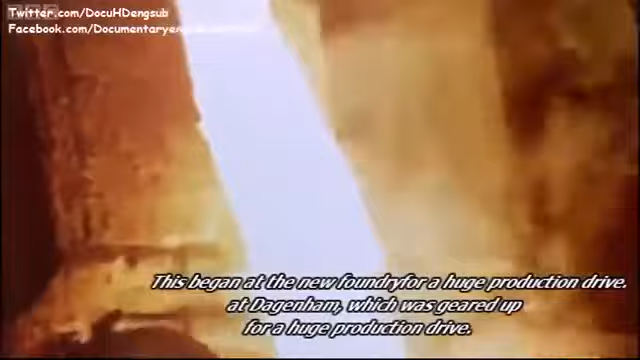 Twitter.com/DocuHDengsub
Facebook.com/Documentaryeng
This began at the new foundryfor a huge production drive.
at Dagenham, which was geared up
for a huge production drive.